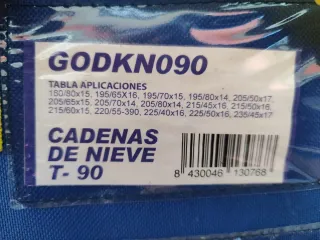 GODKN090
TABLA APLICACIONES
150/80x15, 195/65X16, 195/70x15, 195/80x14, 205/50x17,
205/65x15, 205/70x14, 205/80x14, 215/45x16, 215/50x16,
215/60x15, 220/55-390, 225/40x16, 225/50x16, 235/45x17
CADENAS
DE NIEVE
T- 90
8 430046 130768